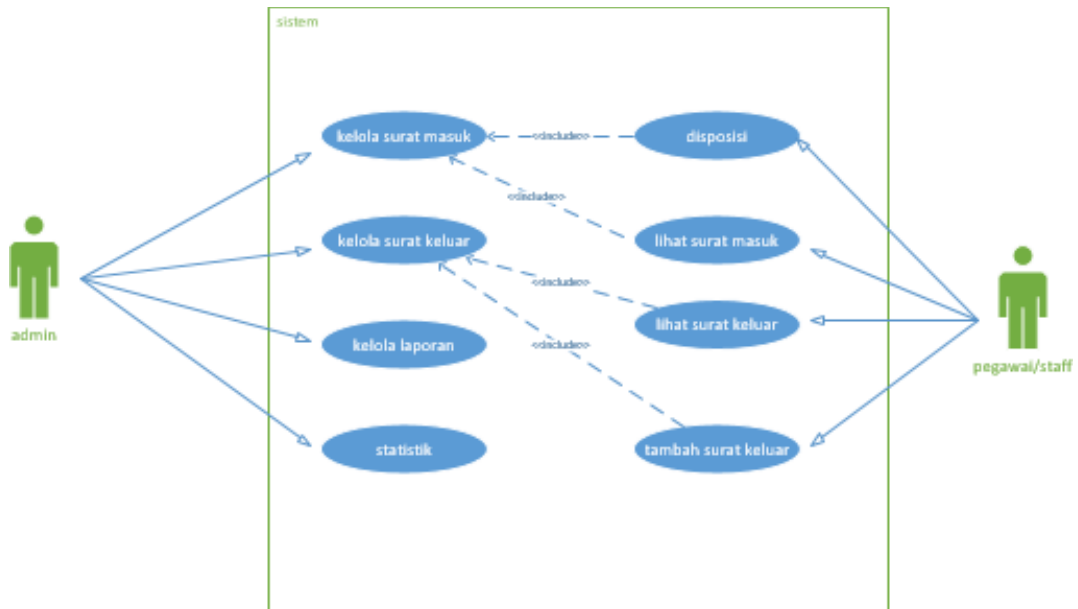 sistem
kelola surat masuk
<<include>>
disposisi
<<include>>
kelola surat keluar
lihat surat masuk
<<include>>
lihat surat keluar
admin
kelola laporan
<<include>>
pegawai/staff
statistik
tambah surat keluar